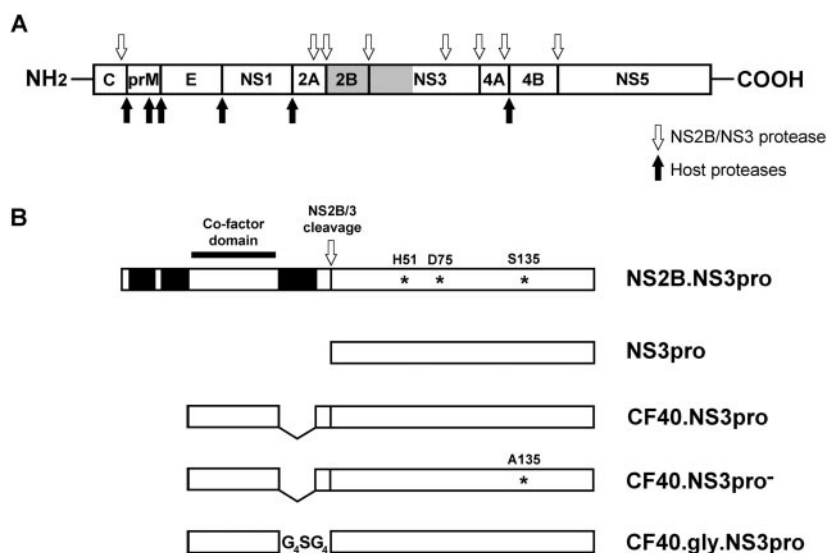 A
NH2 C prM E NS1 2A 2B NS3 4A 4B NS5 COOH
NS2B/NS3 protease
Host proteases
B
Co-factor domain
NS2B/3 cleavage
H51 D75 S135
* * *
NS2B.NS3pro
NS3pro
CF40.NS3pro
A135
*
CF40.NS3pro-
G4SG4
CF40.gly.NS3pro